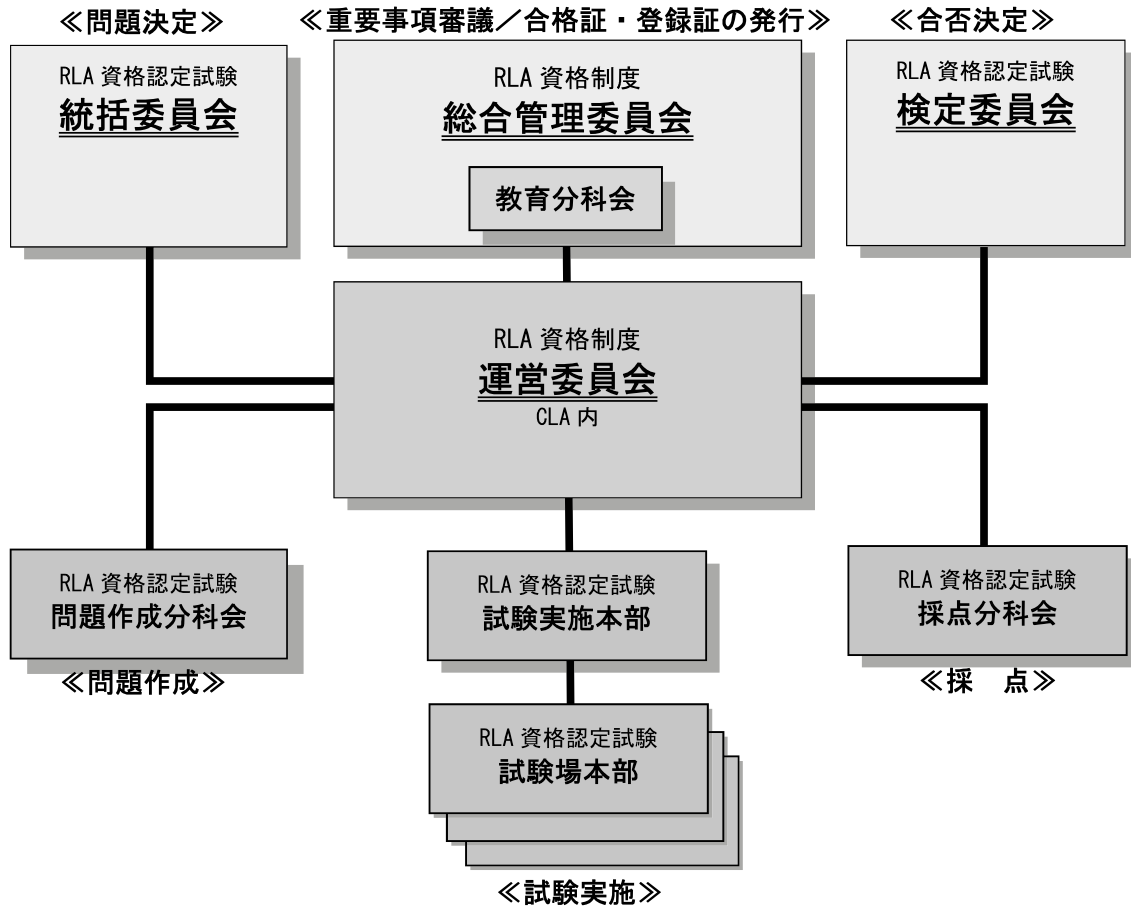 ≪問題決定≫
≪重要事項審議／合格証・登録証の発行≫
≪合否決定≫
RLA 資格認定試験
統括委員会
RLA 資格制度
総合管理委員会
教育分科会
RLA 資格認定試験
検定委員会
RLA 資格制度
運営委員会
CLA 内
RLA 資格認定試験
問題作成分科会
≪問題作成≫
RLA 資格認定試験
試験実施本部
RLA 資格認定試験
採点分科会
≪採　点≫
RLA 資格認定試験
試験場本部
≪試験実施≫